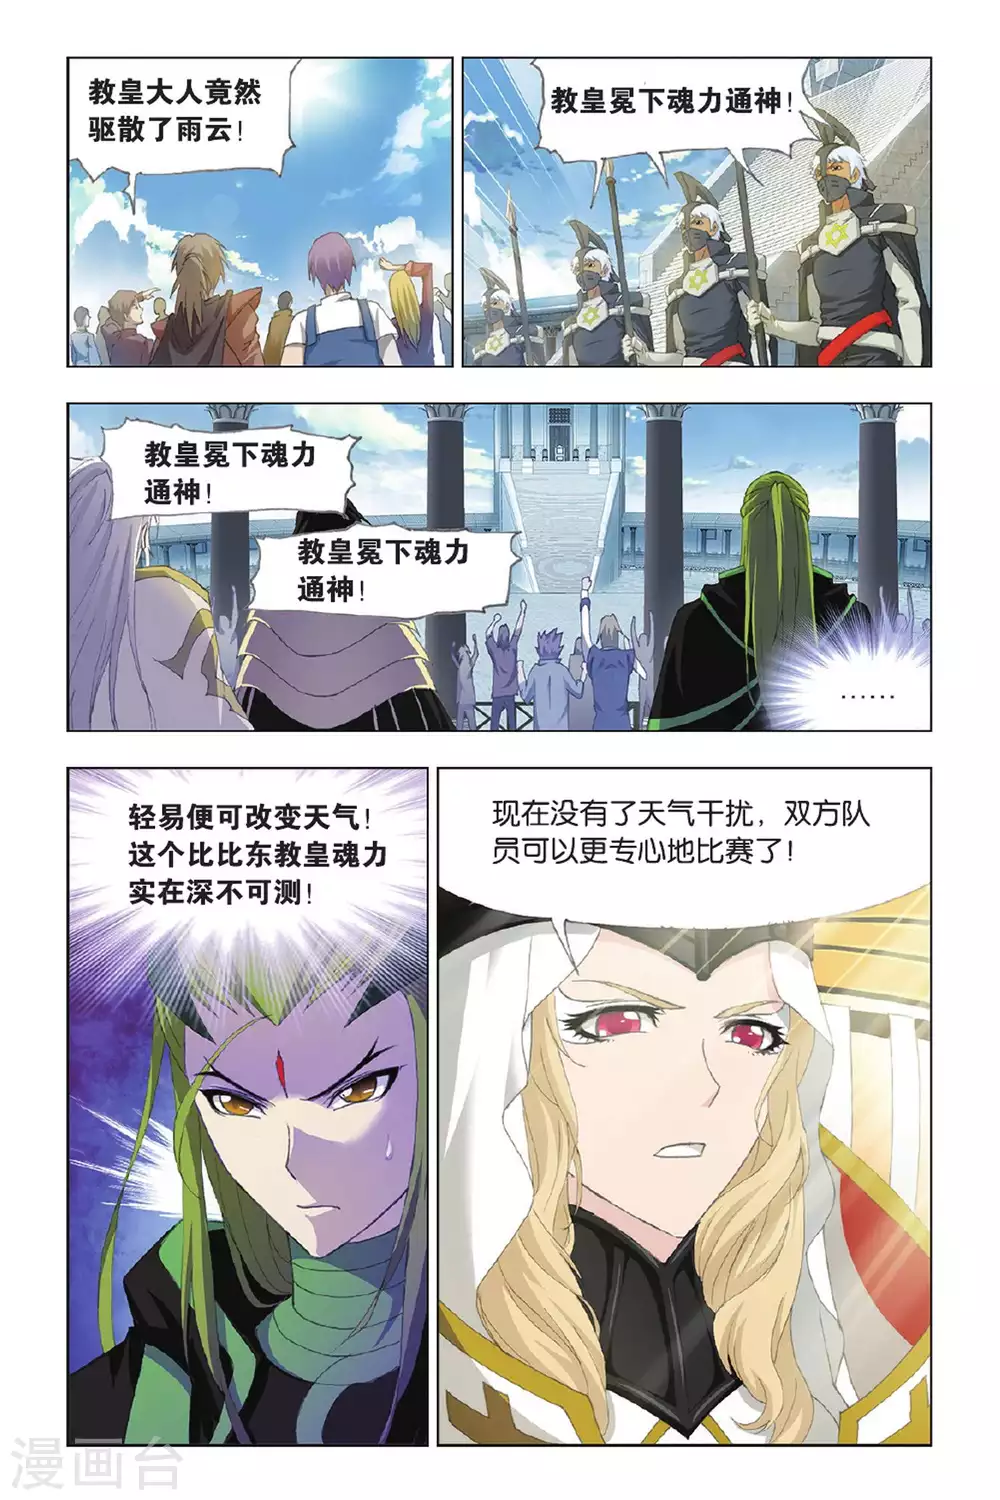 教皇大人竟然
驱散了雨云!
教皇冕下魂力通神!
教皇冕下魂力
通神!
教皇冕下魂力
通神!
……
轻易便可改变天气!
这个比比东教皇魂力
实在深不可测!
现在没有了天气干扰，双方队
员可以更专心地比赛了!
漫画台